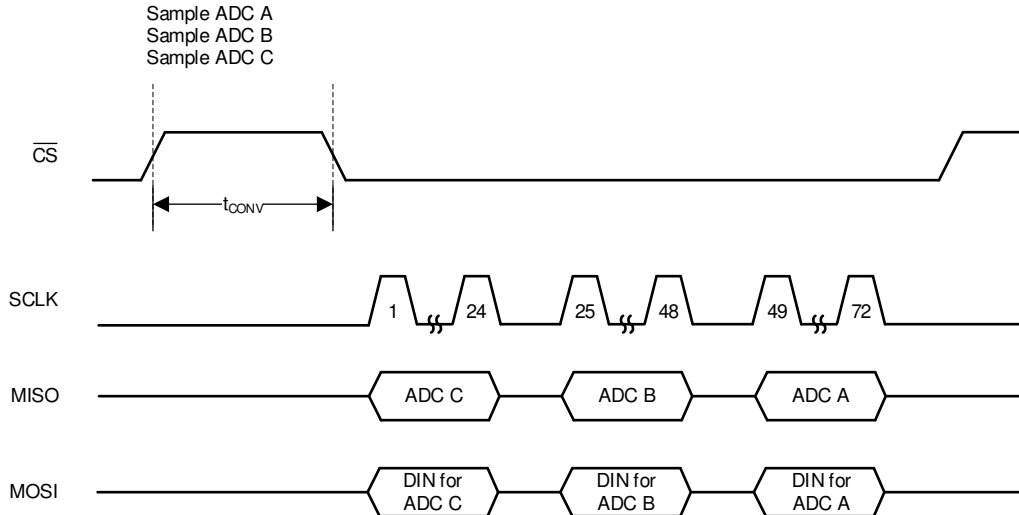 Sample ADC A
Sample ADC B
Sample ADC C
CS
tCONV
SCLK
1 24 25 48 49 72
MISO
ADC C ADC B ADC A
MOSI
DIN for DIN for DIN for
ADC C ADC B ADC A